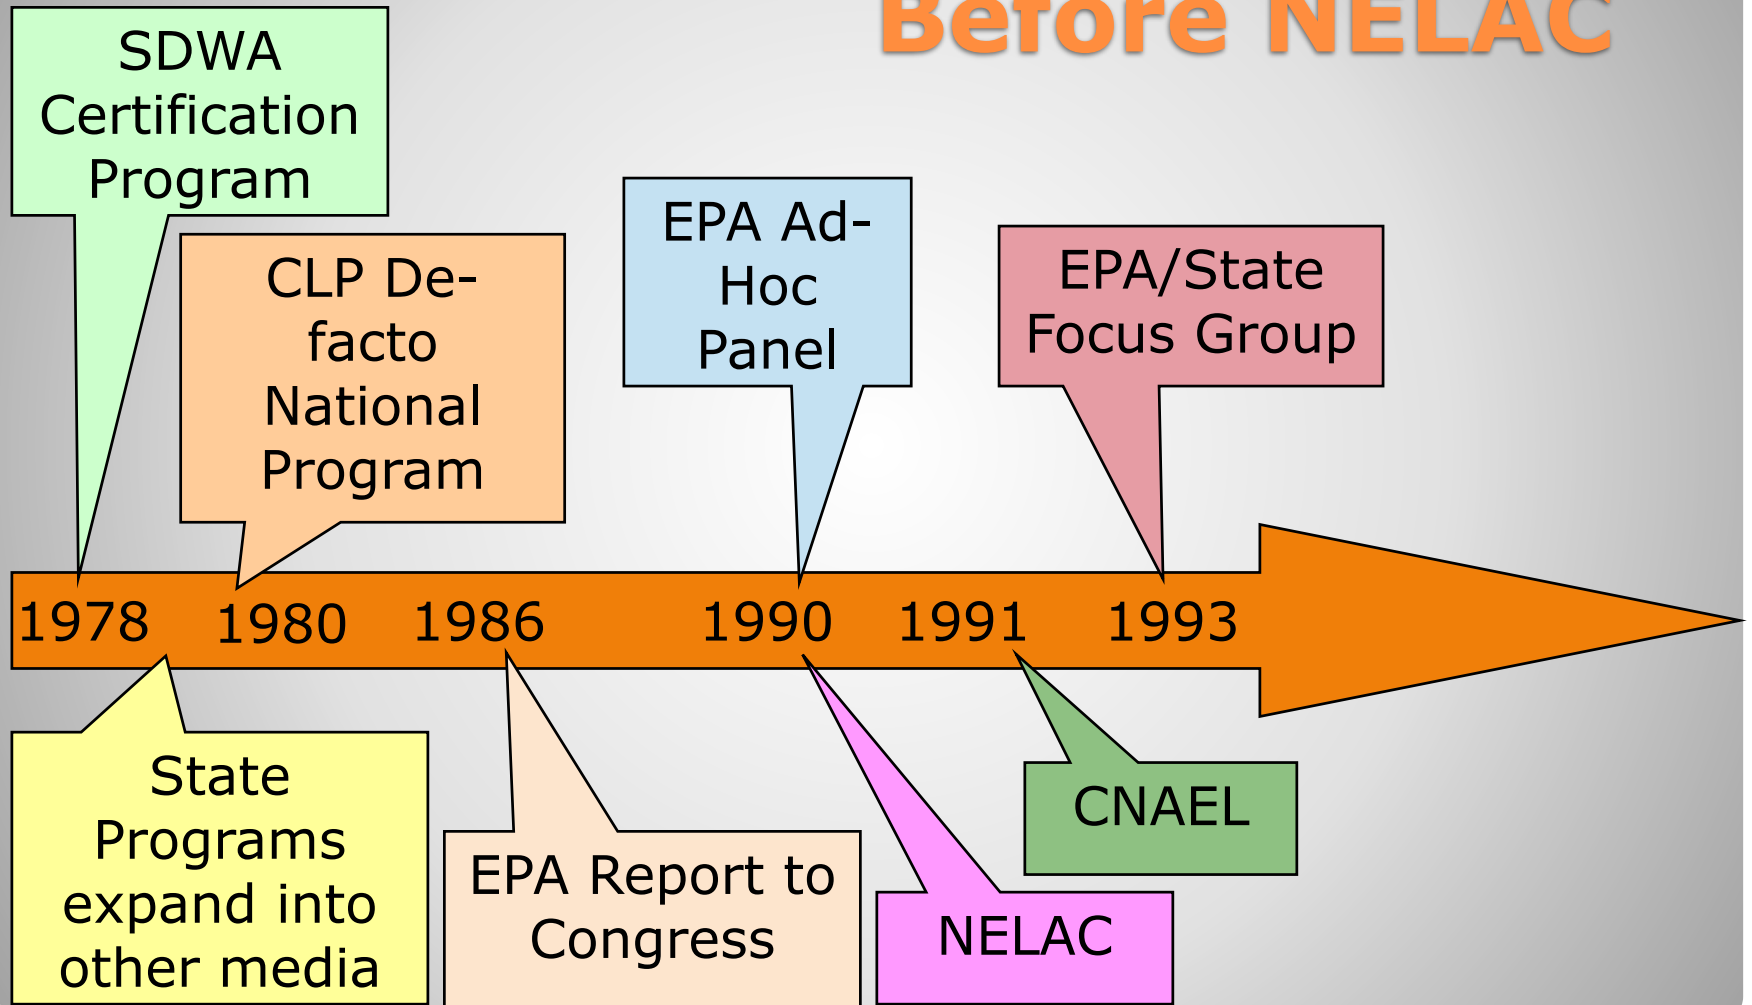 Before NELAC
SDWA
Certification
Program
CLP De-
facto
National
Program
EPA Ad-
Hoc
Panel
EPA/State
Focus Group
1978
1980
1986
1990
1991
1993
State
Programs
expand into
other media
EPA Report to
Congress
NELAC
CNAEL